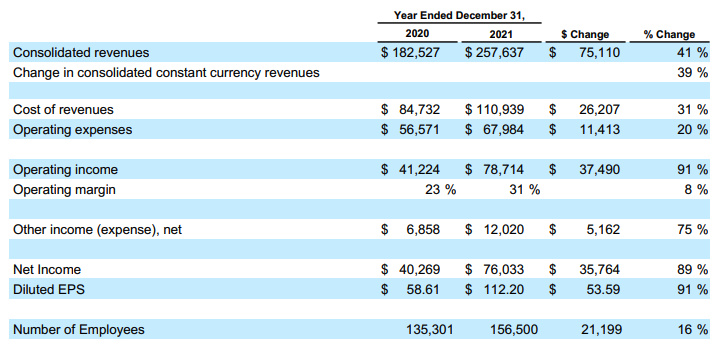 Year Ended December 31,
2020 2021 $ Change % Change
Consolidated revenues $ 182,527 $ 257,637 $ 75,110 41 %
Change in consolidated constant currency revenues 39 %
Cost of revenues $ 84,732 $ 110,939 $ 26,207 31 %
Operating expenses $ 56,571 $ 67,984 $ 11,413 20 %
Operating income $ 41,224 $ 78,714 $ 37,490 91 %
Operating margin 23 % 31 % 8 %
Other income (expense), net $ 6,858 $ 12,020 $ 5,162 75 %
Net Income $ 40,269 $ 76,033 $ 35,764 89 %
Diluted EPS $ 58.61 $ 112.20 $ 53.59 91 %
Number of Employees 135,301 156,500 21,199 16 %